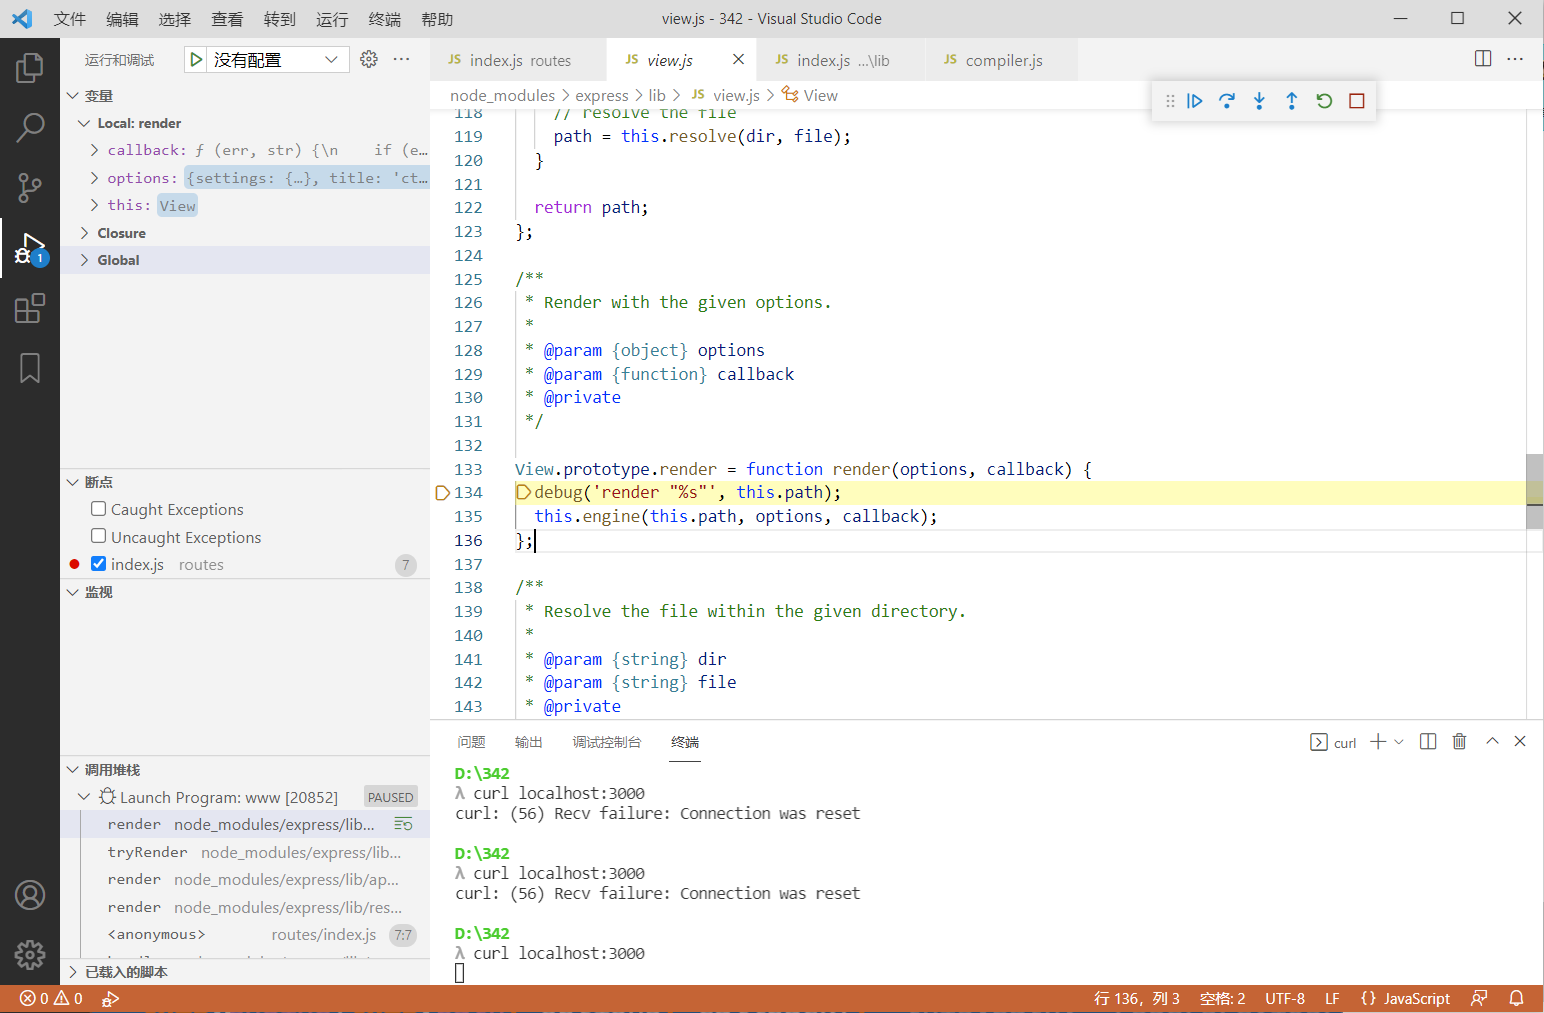 文件 编辑 选择 查看 转到 运行 终端 帮助 view.js - 342 - Visual Studio Code
运行和调试 没有配置 ···
JS index.js routes JS view.js JS index.js ...\lib JS compiler.js ···
node_modules > express > lib > JS view.js > View
变量
Local: render
callback: ƒ (err, str) {\n if (e…
options: {settings: {…}, title: 'ct…
this: View
Closure
Global
断点
Caught Exceptions
Uncaught Exceptions
index.js routes 7
监视
调用堆栈
Launch Program: www [20852] PAUSED
render node_modules/express/lib...
tryRender node_modules/express/lib...
render node_modules/express/lib/ap...
render node_modules/express/lib/res...
<anonymous> routes/index.js 7:7
已载入的脚本
1
118 // resolve the file
119 path = this.resolve(dir, file);
120 }
121
122 return path;
123 };
124
125 /**
126 * Render with the given options.
127 *
128 * @param {object} options
129 * @param {function} callback
130 * @private
131 */
132
133 View.prototype.render = function render(options, callback) {
134 debug('render "%s"', this.path);
135 this.engine(this.path, options, callback);
136 };
137
138 /**
139 * Resolve the file within the given directory.
140 *
141 * @param {string} dir
142 * @param {string} file
143 * @private
问题 输出 调试控制台 终端 curl
D:\342
λ curl localhost:3000
curl: (56) Recv failure: Connection was reset
D:\342
λ curl localhost:3000
curl: (56) Recv failure: Connection was reset
D:\342
λ curl localhost:3000
0 0 行 136，列 3 空格: 2 UTF-8 LF {} JavaScript